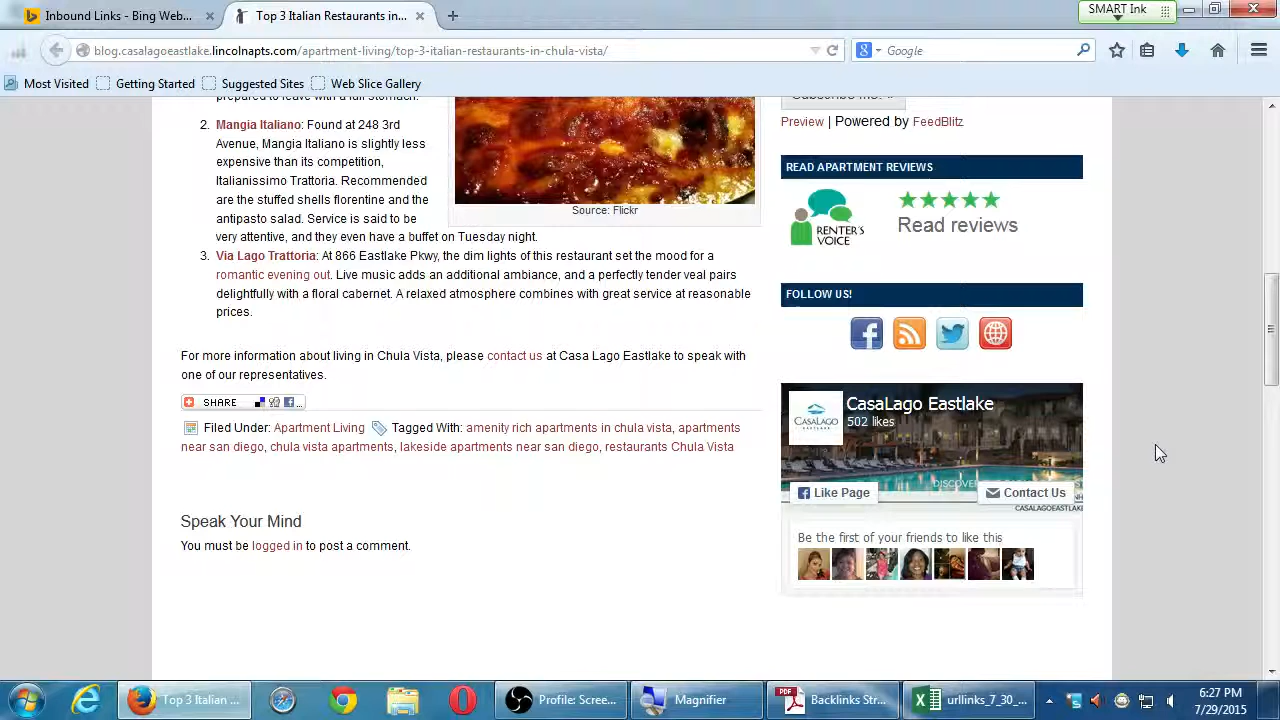 Inbound Links - Bing Web...
Top 3 Italian Restaurants in...
SMART Ink
blog.casalagoeastlake.lincolnapts.com/apartment-living/top-3-italian-restaurants-in-chula-vista/
Google
Most Visited
Getting Started
Suggested Sites
Web Slice Gallery
prepared to leave with a full stomach.
2. Mangia Italiano: Found at 248 3rd
Avenue, Mangia Italiano is slightly less
expensive than its competition,
Italianissimo Trattoria. Recommended
are the stuffed shells florentine and the
antipasto salad. Service is said to be
very attentive, and they even have a buffet on Tuesday night.
Source: Flickr
3. Via Lago Trattoria: At 866 Eastlake Pkwy, the dim lights of this restaurant set the mood for a
romantic evening out. Live music adds an additional ambiance, and a perfectly tender veal pairs
delightfully with a floral cabernet. A relaxed atmosphere combines with great service at reasonable
prices.
For more information about living in Chula Vista, please contact us at Casa Lago Eastlake to speak with
one of our representatives.
SHARE
...
Filed Under: Apartment Living Tagged With: amenity rich apartments in chula vista, apartments
near san diego, chula vista apartments, lakeside apartments near san diego, restaurants Chula Vista
Speak Your Mind
You must be logged in to post a comment.
Subscribe me! »
Preview | Powered by FeedBlitz
READ APARTMENT REVIEWS
RENTER'S
VOICE
Read reviews
FOLLOW US!
CASALAGO
EASTLAKE
CasaLago Eastlake
502 likes
Like Page
Contact Us
CASALAGOEASTLAKE
Be the first of your friends to like this
Top 3 Italian ...
Profile: Scree...
Magnifier
Backlinks Str...
urllinks_7_30_...
6:27 PM
7/29/2015